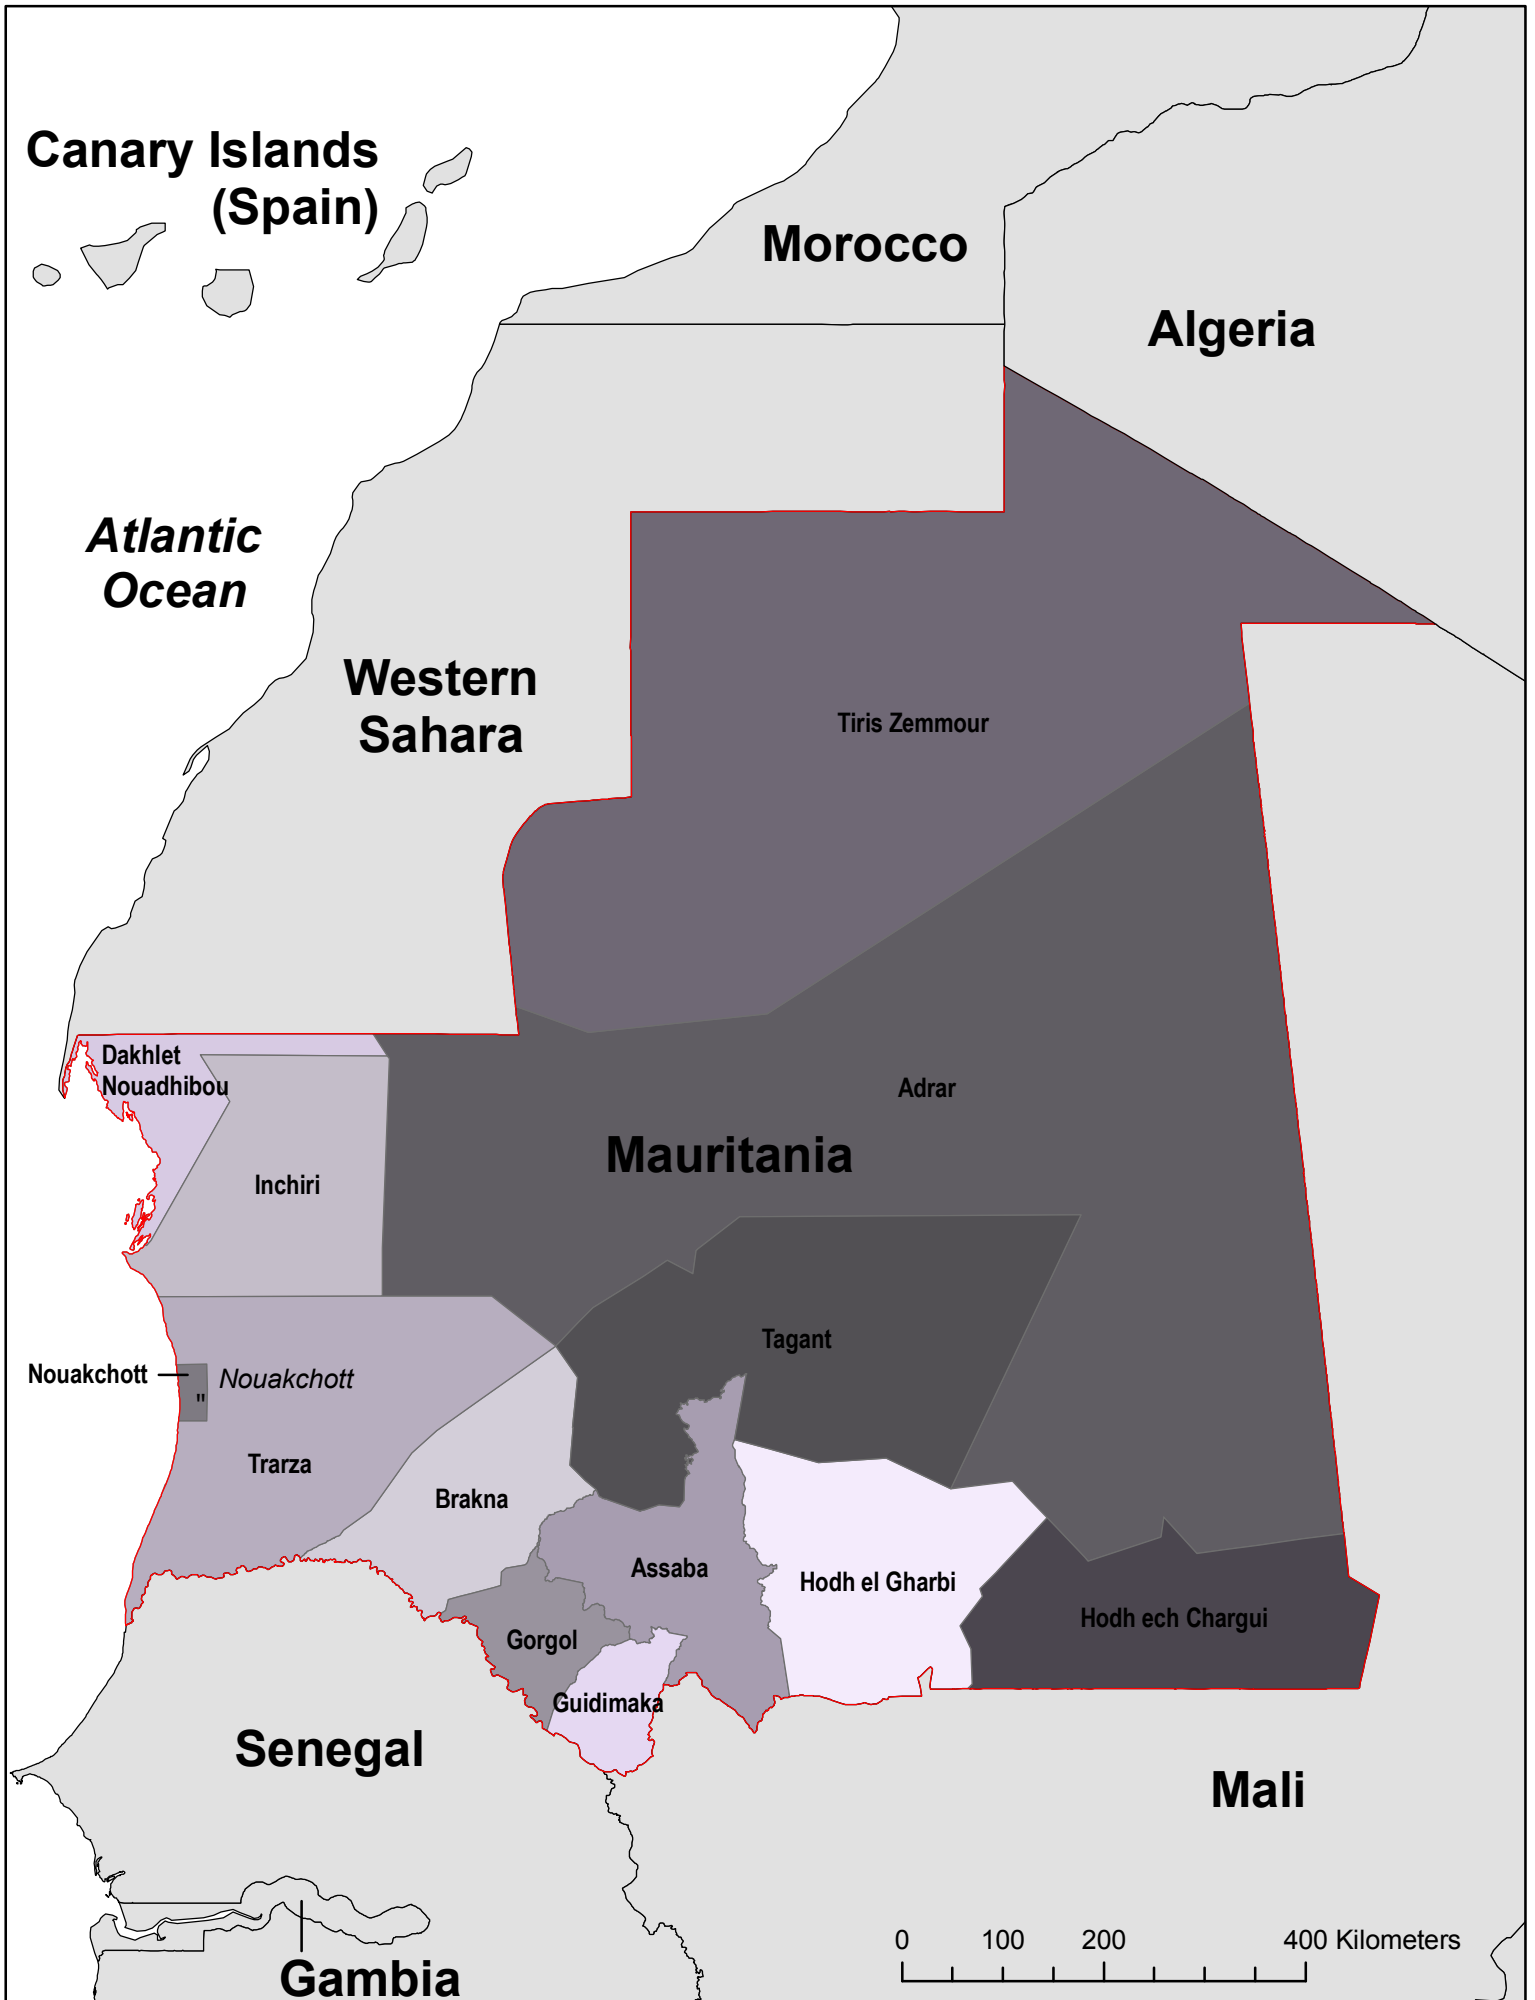 Canary Islands
(Spain)
Morocco
Algeria
Atlantic
Ocean
Western
Sahara
Tiris Zemmour
Dakhlet
Nouadhibou
Adrar
Mauritania
Inchiri
Tagant
Nouakchott
Nouakchott
"
Trarza
Brakna
Assaba
Hodh el Gharbi
Hodh ech Chargui
Gorgol
Guidimaka
Senegal
Mali
0 100 200 400 Kilometers
Gambia